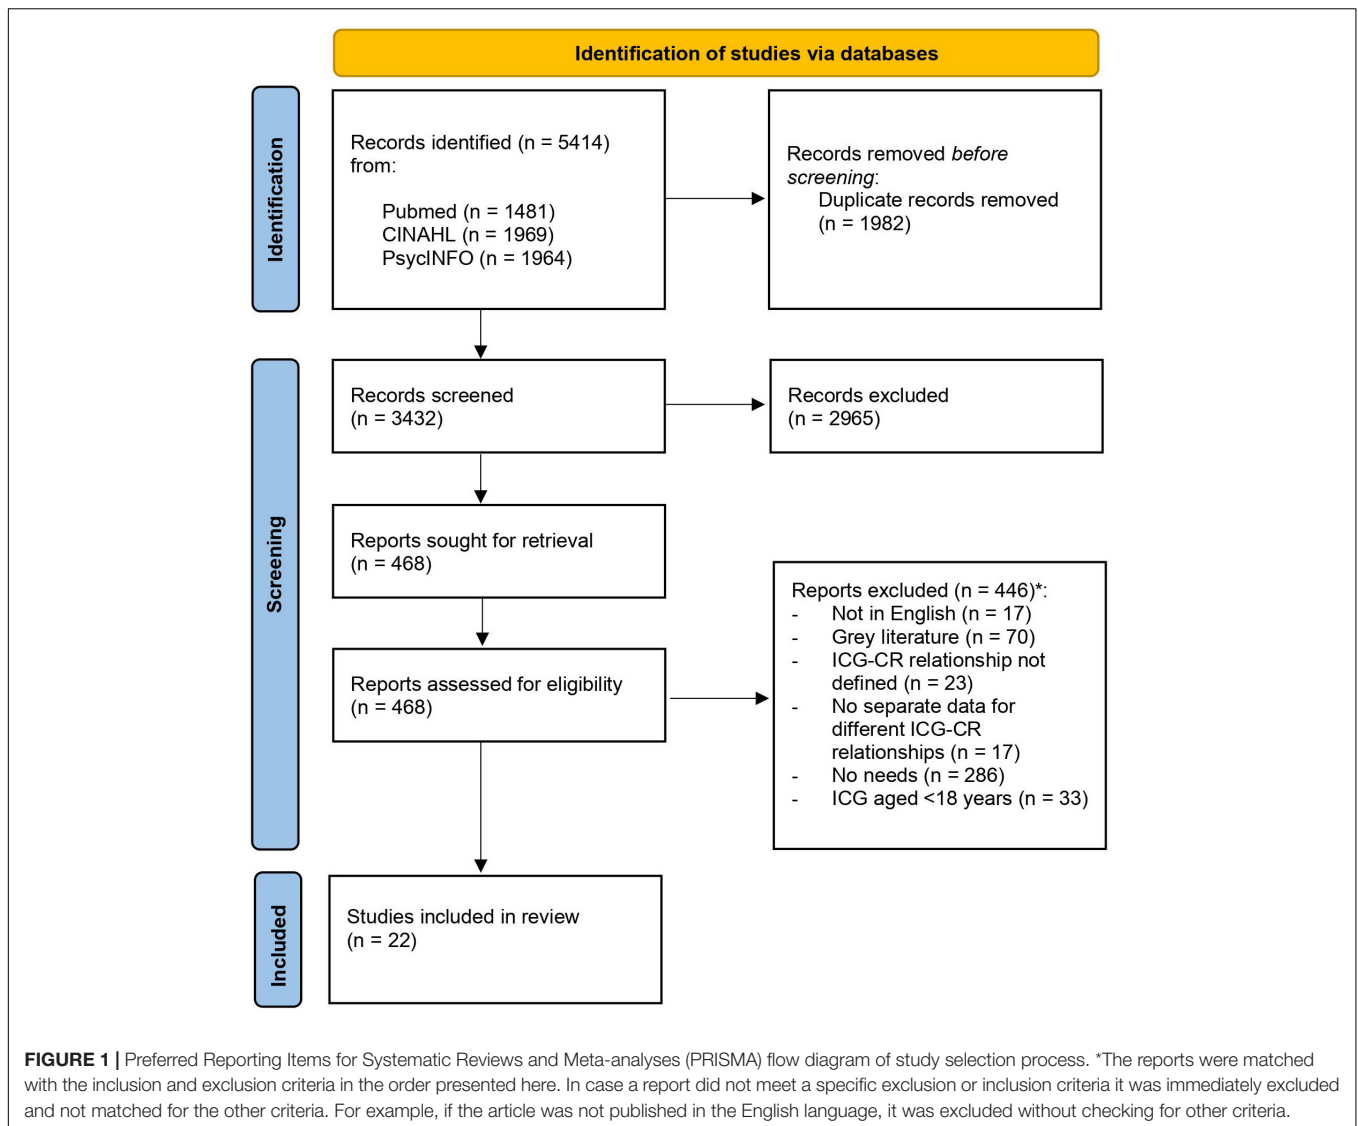 Identification of studies via databases
Identification
Records identified (n = 5414)
from:
Pubmed (n = 1481)
CINAHL (n = 1969)
PsycINFO (n = 1964)
Records removed before
screening:
Duplicate records removed
(n = 1982)
Screening
Records screened
(n = 3432)
Records excluded
(n = 2965)
Reports sought for retrieval
(n = 468)
Reports assessed for eligibility
(n = 468)
Reports excluded (n = 446)*:
- Not in English (n = 17)
- Grey literature (n = 70)
- ICG-CR relationship not
defined (n = 23)
- No separate data for
different ICG-CR
relationships (n = 17)
- No needs (n = 286)
- ICG aged <18 years (n = 33)
Included
Studies included in review
(n = 22)
FIGURE 1 | Preferred Reporting Items for Systematic Reviews and Meta-analyses (PRISMA) flow diagram of study selection process. *The reports were matched
with the inclusion and exclusion criteria in the order presented here. In case a report did not meet a specific exclusion or inclusion criteria it was immediately excluded
and not matched for the other criteria. For example, if the article was not published in the English language, it was excluded without checking for other criteria.